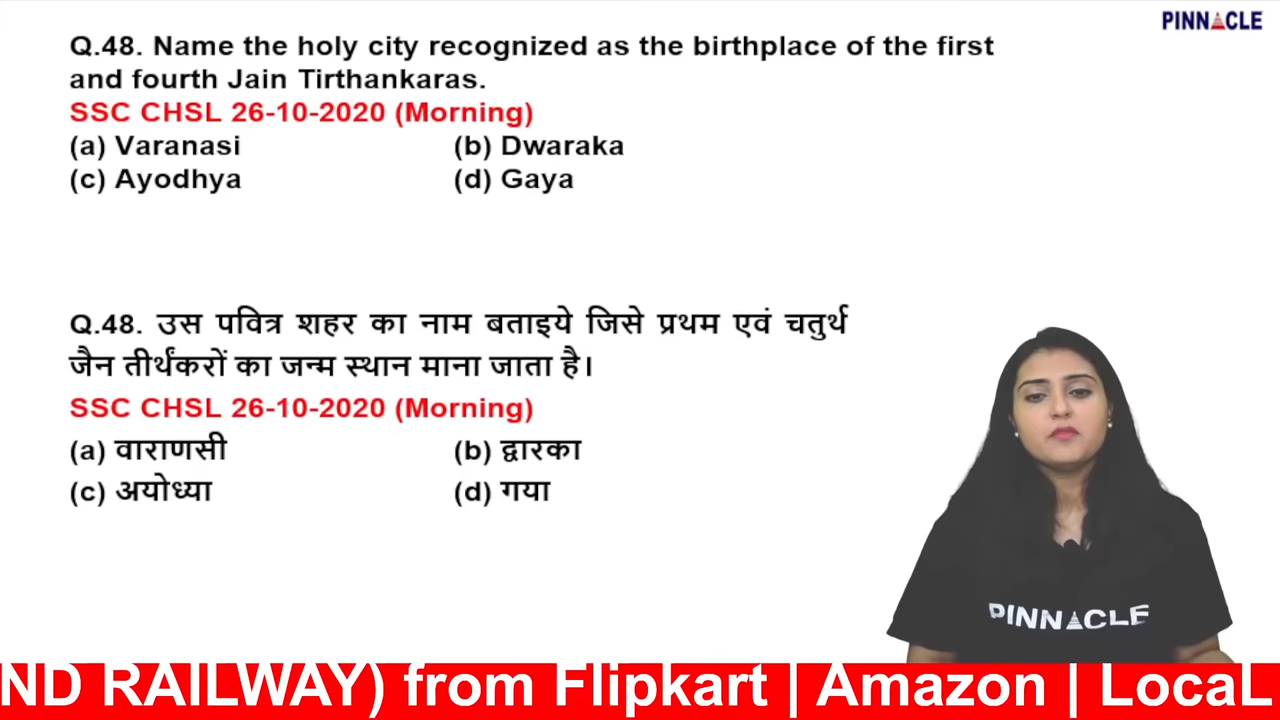 PINNACLE
Q.48. Name the holy city recognized as the birthplace of the first
and fourth Jain Tirthankaras.
SSC CHSL 26-10-2020 (Morning)
(a) Varanasi (b) Dwaraka
(c) Ayodhya (d) Gaya
Q.48. उस पवित्र शहर का नाम बताइये जिसे प्रथम एवं चतुर्थ
जैन तीर्थंकरों का जन्म स्थान माना जाता है।
SSC CHSL 26-10-2020 (Morning)
(a) वाराणसी (b) द्वारका
(c) अयोध्या (d) गया
PINNACLE
ND RAILWAY) from Flipkart | Amazon | LocaL